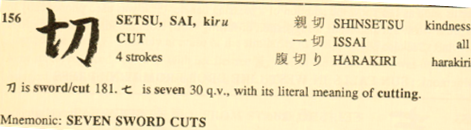 156 切 SETSU, SAI, kiru 親切 SHINSETSU kindness
CUT 一切 ISSAI all
4 strokes 腹切り HARAKIRI harakiri
刀 is sword/cut 181. 七 is seven 30 q.v., with its literal meaning of cutting.
Mnemonic: SEVEN SWORD CUTS